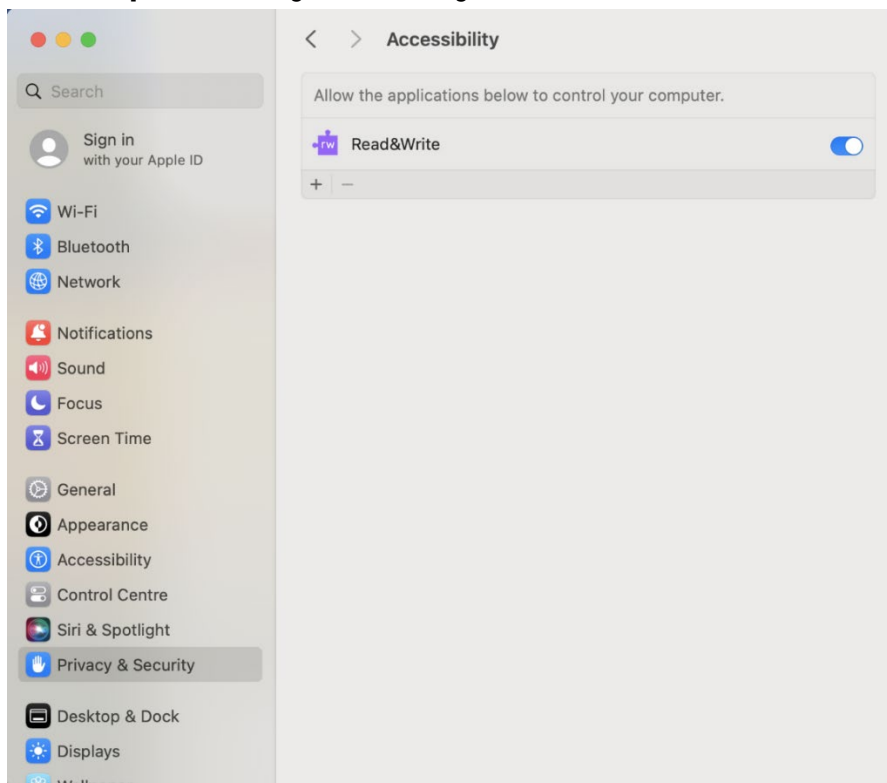 Accessibility
Search
Allow the applications below to control your computer.
Sign in
with your Apple ID
rw Read&Write
+ −
Wi-Fi
Bluetooth
Network
Notifications
Sound
Focus
Screen Time
General
Appearance
Accessibility
Control Centre
Siri & Spotlight
Privacy & Security
Desktop & Dock
Displays